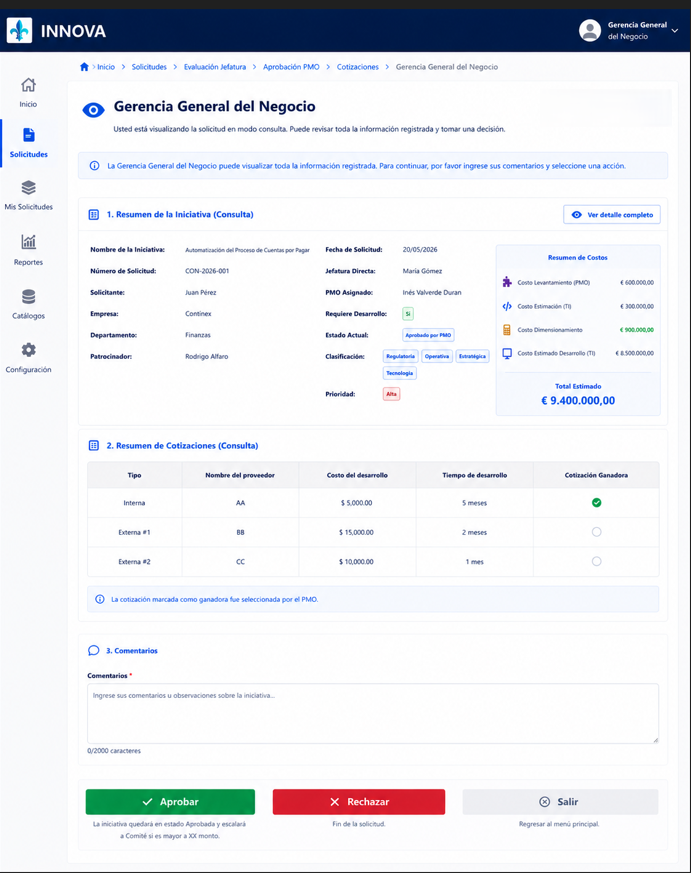 INNOVA
Gerencia General
del Negocio
Inicio > Solicitudes > Evaluación Jefatura > Aprobación PMO > Cotizaciones > Gerencia General del Negocio
Inicio
Solicitudes
Mis Solicitudes
Reportes
Catálogos
Configuración
Gerencia General del Negocio
Usted está visualizando la solicitud en modo consulta. Puede revisar toda la información registrada y tomar una decisión.
La Gerencia General del Negocio puede visualizar toda la información registrada. Para continuar, por favor ingrese sus comentarios y seleccione una acción.
1. Resumen de la Iniciativa (Consulta)
Ver detalle completo
Nombre de la Iniciativa: Automatización del Proceso de Cuentas por Pagar
Número de Solicitud: CON-2026-001
Solicitante: Juan Pérez
Empresa: Continex
Departamento: Finanzas
Patrocinador: Rodrigo Alfaro
Fecha de Solicitud: 20/05/2026
Jefatura Directa: María Gómez
PMO Asignado: Inés Valverde Duran
Requiere Desarrollo: Sí
Estado Actual: Aprobado por PMO
Clasificación: Regulatoria Operativa Estratégica
Tecnología
Prioridad: Alta
Resumen de Costos
Costo Levantamiento (PMO) € 600.000,00
Costo Estimación (TI) € 300.000,00
Costo Dimensionamiento € 900.000,00
Costo Estimado Desarrollo (TI) € 8.500.000,00
Total Estimado
€ 9.400.000,00
2. Resumen de Cotizaciones (Consulta)
Tipo Nombre del proveedor Costo del desarrollo Tiempo de desarrollo Cotización Ganadora
Interna AA $ 5,000.00 5 meses
Externa #1 BB $ 15,000.00 2 meses
Externa #2 CC $ 10,000.00 1 mes
La cotización marcada como ganadora fue seleccionada por el PMO.
3. Comentarios
Comentarios *
Ingrese sus comentarios u observaciones sobre la iniciativa...
0/2000 caracteres
Aprobar
La iniciativa quedará en estado Aprobada y escalará
a Comité si es mayor a XX monto.
Rechazar
Fin de la solicitud.
Salir
Regresar al menú principal.